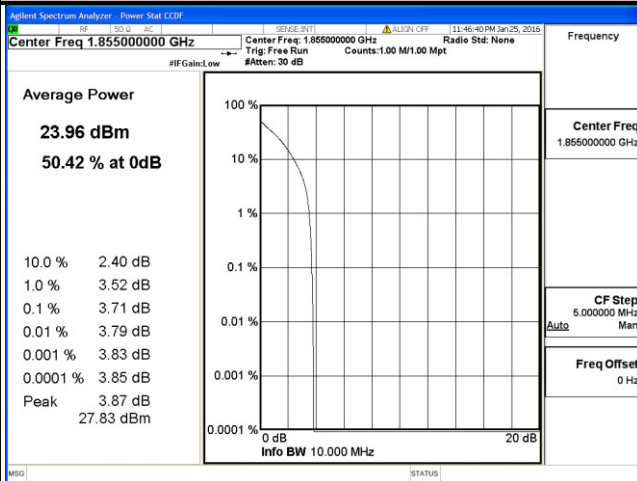 Agilent Spectrum Analyzer - Power Stat CCDF
RF 50 Ω AC SENSE:INT ALIGN OFF 11:46:40 PM Jan 25, 2016
Center Freq 1.855000000 GHz
Center Freq: 1.855000000 GHz Radio Std: None
Trig: Free Run Counts:1.00 M/1.00 Mpt
#IFGain:Low #Atten: 30 dB
Frequency
Average Power
23.96 dBm
50.42 % at 0dB
10.0 % 2.40 dB
1.0 % 3.52 dB
0.1 % 3.71 dB
0.01 % 3.79 dB
0.001 % 3.83 dB
0.0001 % 3.85 dB
Peak 3.87 dB
27.83 dBm
100 %
10 %
1 %
0.1 %
0.01 %
0.001 %
0.0001 %
0 dB 20 dB
Info BW 10.000 MHz
Center Freq
1.855000000 GHz
CF Step
5.000000 MHz
Auto Man
Freq Offset
0 Hz
MSG STATUS